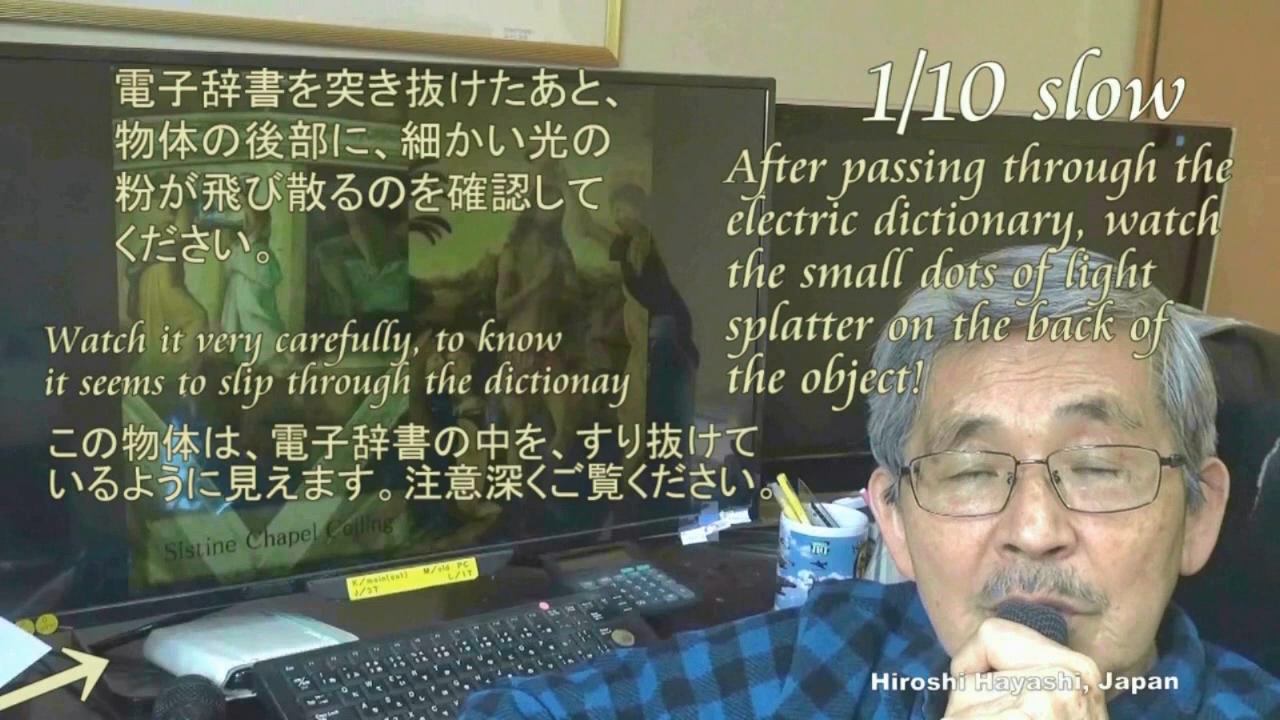 電子辞書を突き抜けたあと、
物体の後部に、細かい光の
粉が飛び散るのを確認して
ください。
1/10 slow
After passing through the
electric dictionary, watch
the small dots of light
splatter on the back of
the object!
Watch it very carefully, to know
it seems to slip through the dictionay
この物体は、電子辞書の中を、すり抜けて
いるように見えます。注意深くご覧ください。
Sistine Chapel Ceiling
K/main(ext) M/old PC
J/3T L/1T
Hiroshi Hayashi, Japan